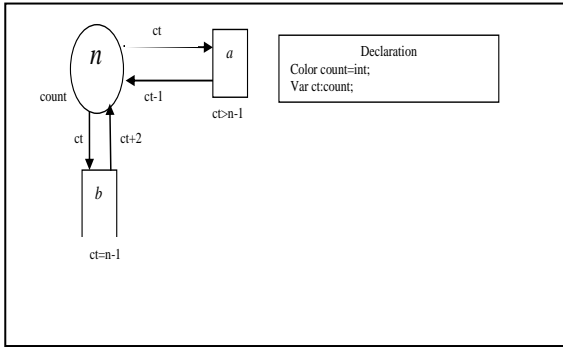 ct
n
a
Declaration
Color count=int;
Var ct:count;
count
ct-1
ct>n-1
ct
ct+2
b
ct=n-1